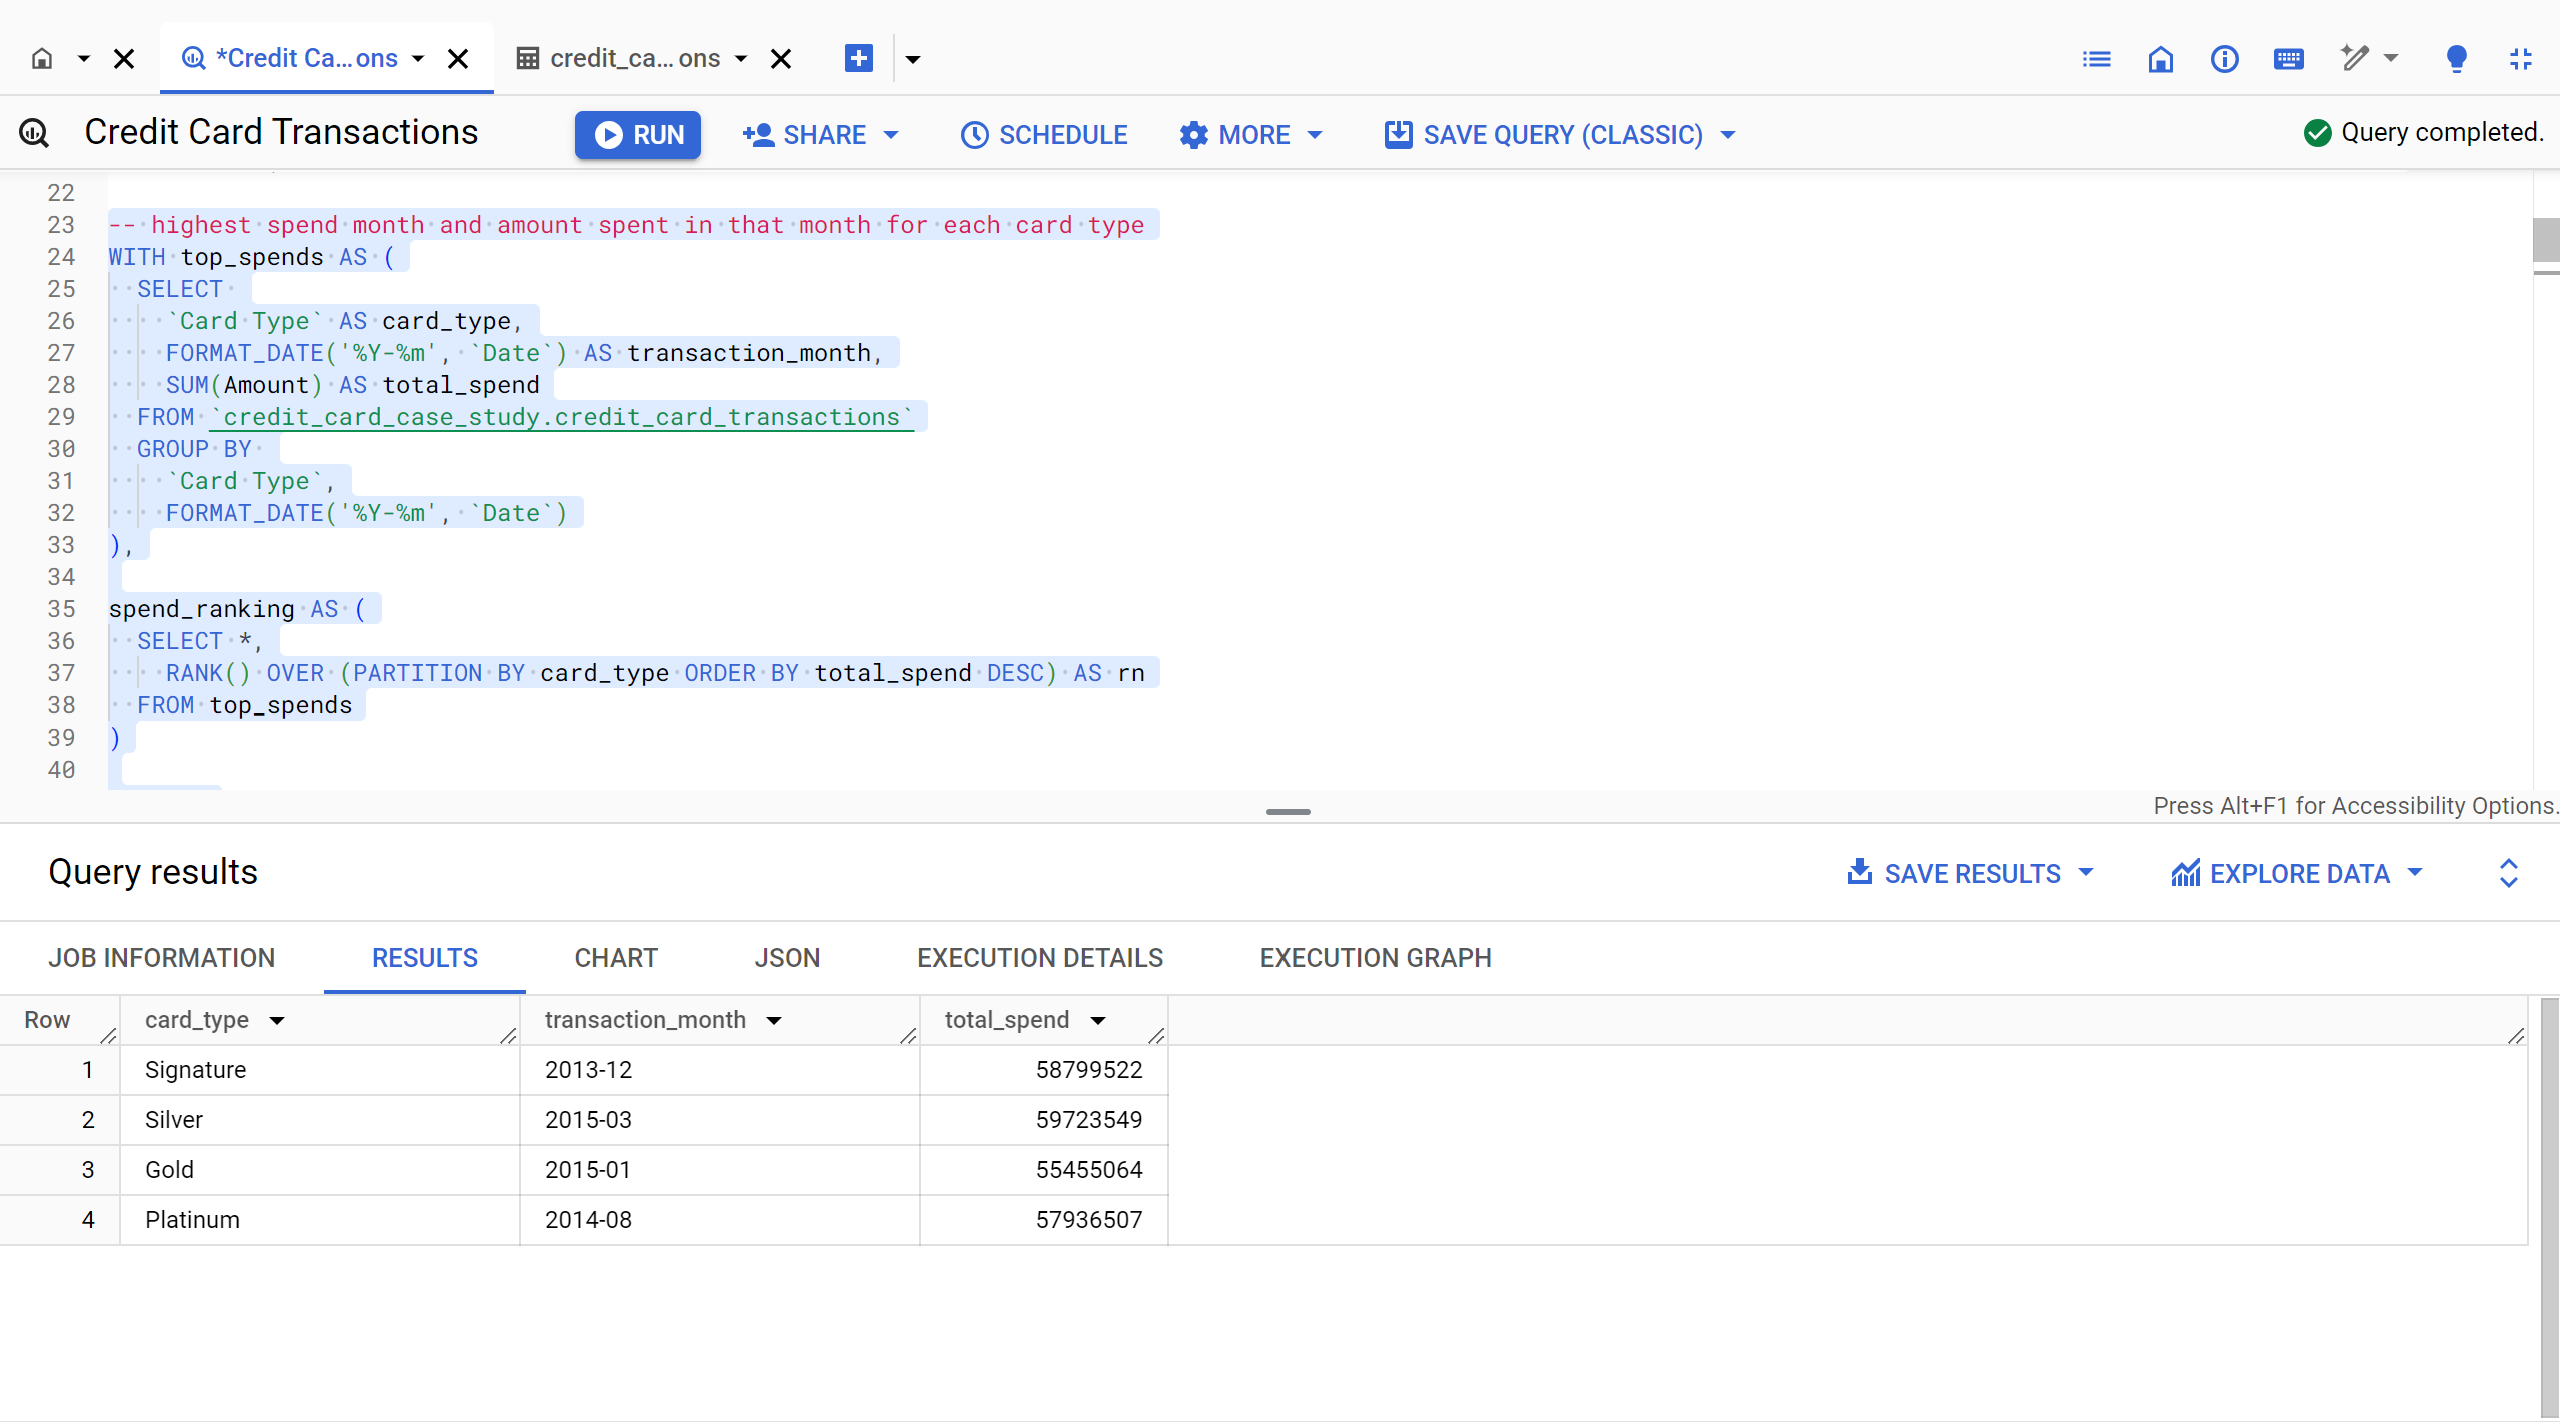 *Credit Ca...ons credit_ca...ons
Credit Card Transactions RUN SHARE SCHEDULE MORE SAVE QUERY (CLASSIC) Query completed.
22
23 -- highest spend month and amount spent in that month for each card type
24 WITH top_spends AS (
25 SELECT
26 `Card Type` AS card_type,
27 FORMAT_DATE('%Y-%m', `Date`) AS transaction_month,
28 SUM(Amount) AS total_spend
29 FROM `credit_card_case_study.credit_card_transactions`
30 GROUP BY
31 `Card Type`,
32 FORMAT_DATE('%Y-%m', `Date`)
33 ),
34
35 spend_ranking AS (
36 SELECT *,
37 RANK() OVER (PARTITION BY card_type ORDER BY total_spend DESC) AS rn
38 FROM top_spends
39 )
40
Press Alt+F1 for Accessibility Options.
Query results SAVE RESULTS EXPLORE DATA
JOB INFORMATION RESULTS CHART JSON EXECUTION DETAILS EXECUTION GRAPH
Row card_type transaction_month total_spend
1 Signature 2013-12 58799522
2 Silver 2015-03 59723549
3 Gold 2015-01 55455064
4 Platinum 2014-08 57936507